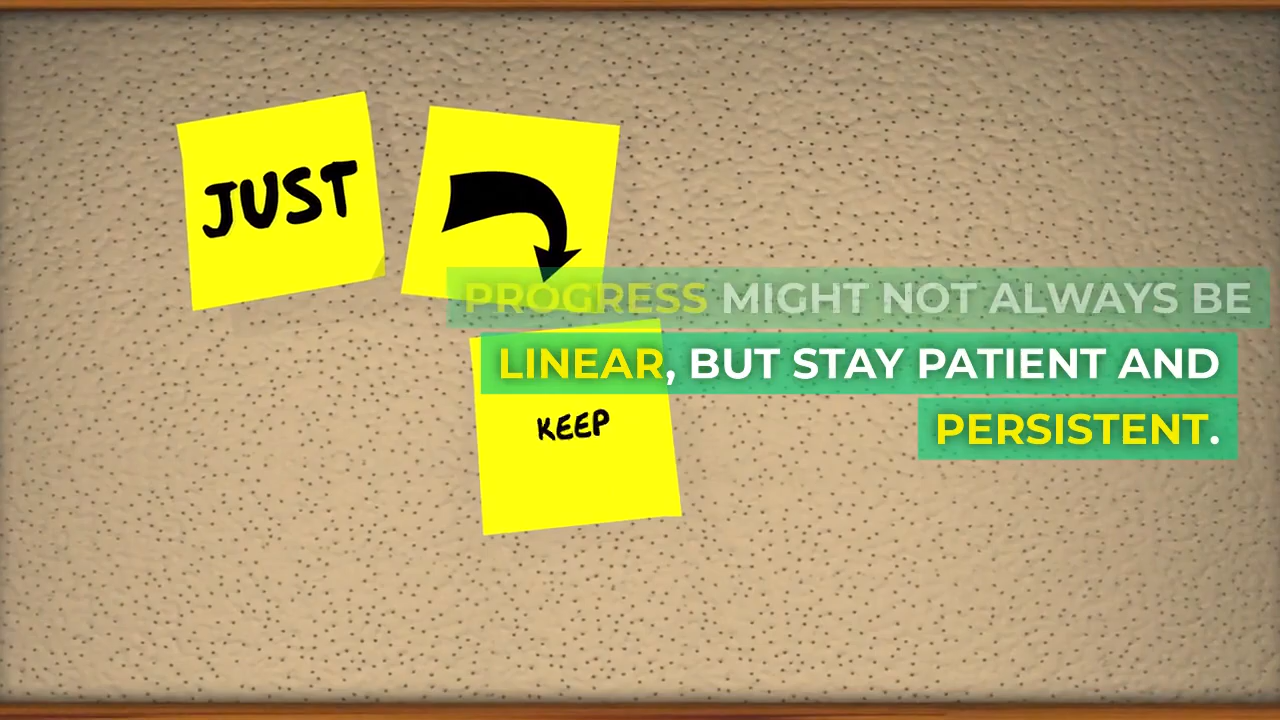 JUST
PROGRESS MIGHT NOT ALWAYS BE
LINEAR, BUT STAY PATIENT AND
PERSISTENT.
KEEP